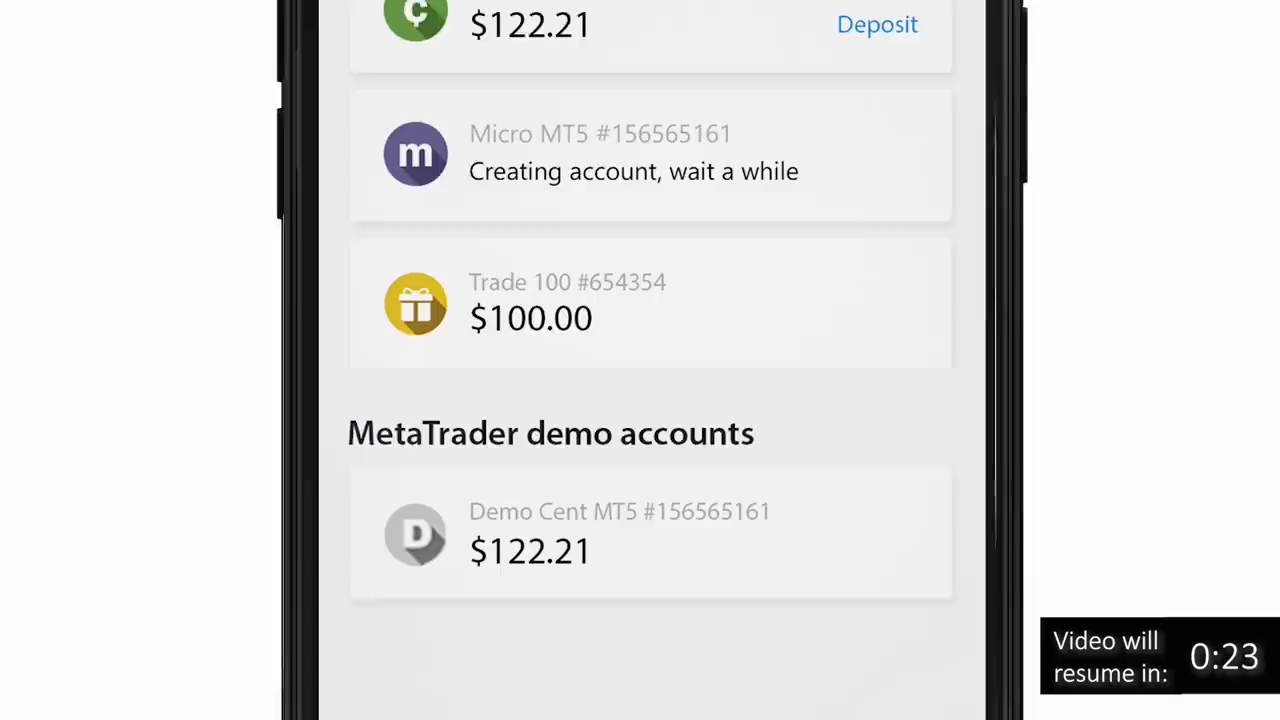 $122.21
Deposit
Micro MT5 #156565161
Creating account, wait a while
Trade 100 #654354
$100.00
MetaTrader demo accounts
Demo Cent MT5 #156565161
$122.21
Video will
resume in:
0:23
¢
m
D